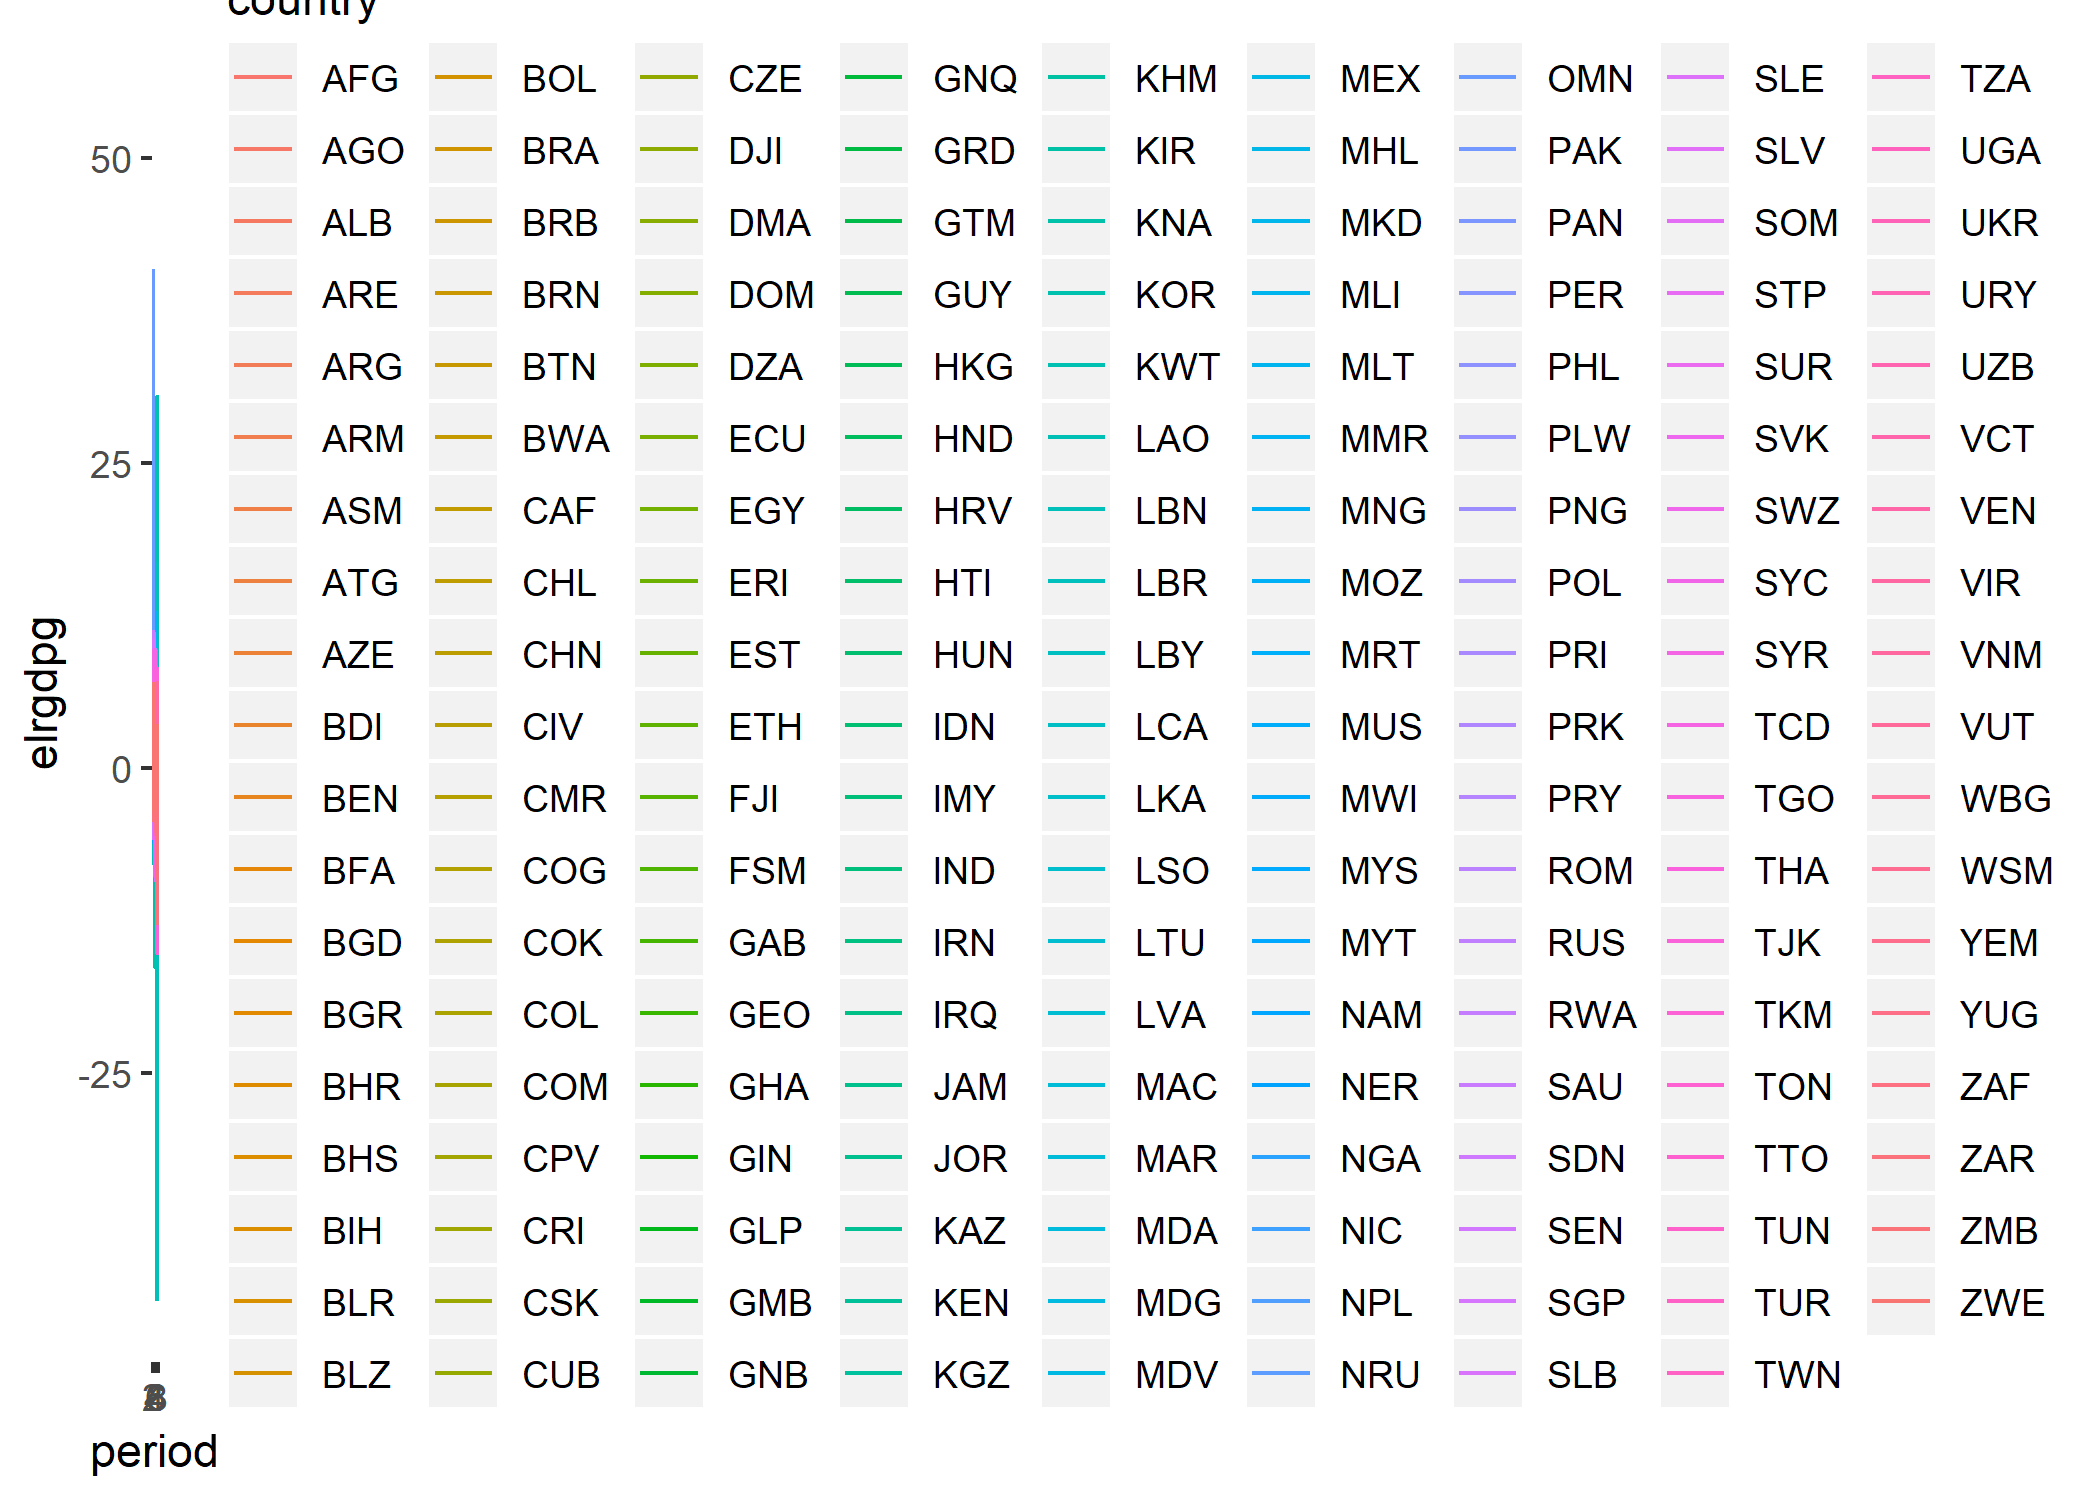 country
AFG BOL CZE GNQ KHM MEX OMN SLE TZA
50 AGO BRA DJI GRD KIR MHL PAK SLV UGA
ALB BRB DMA GTM KNA MKD PAN SOM UKR
ARE BRN DOM GUY KOR MLI PER STP URY
ARG BTN DZA HKG KWT MLT PHL SUR UZB
25 ARM BWA ECU HND LAO MMR PLW SVK VCT
ASM CAF EGY HRV LBN MNG PNG SWZ VEN
ATG CHL ERI HTI LBR MOZ POL SYC VIR
AZE CHN EST HUN LBY MRT PRI SYR VNM
elrgdpg
BDI CIV ETH IDN LCA MUS PRK TCD VUT
0 BEN CMR FJI IMY LKA MWI PRY TGO WBG
BFA COG FSM IND LSO MYS ROM THA WSM
BGD COK GAB IRN LTU MYT RUS TJK YEM
BGR COL GEO IRQ LVA NAM RWA TKM YUG
-25 BHR COM GHA JAM MAC NER SAU TON ZAF
BHS CPV GIN JOR MAR NGA SDN TTO ZAR
BIH CRI GLP KAZ MDA NIC SEN TUN ZMB
BLR CSK GMB KEN MDG NPL SGP TUR ZWE
BLZ CUB GNB KGZ MDV NRU SLB TWN
period